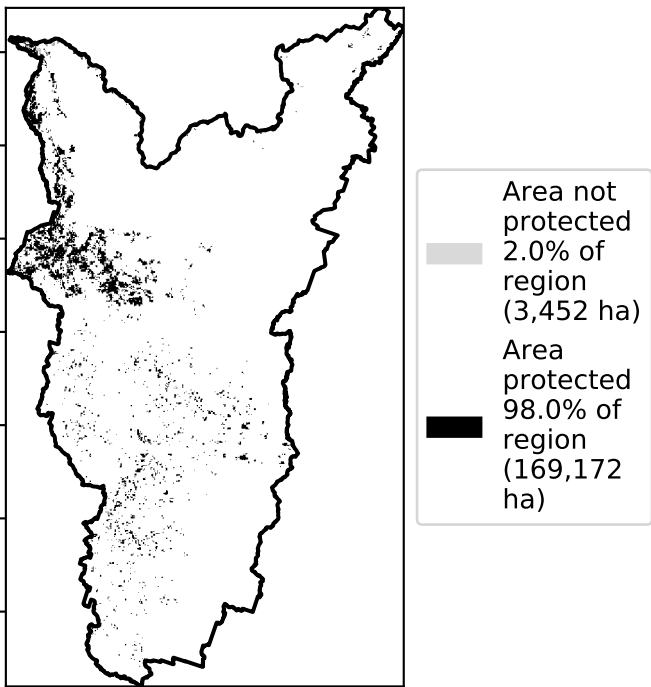 Area not
protected
2.0% of
region
(3,452 ha)
Area
protected
98.0% of
region
(169,172
ha)